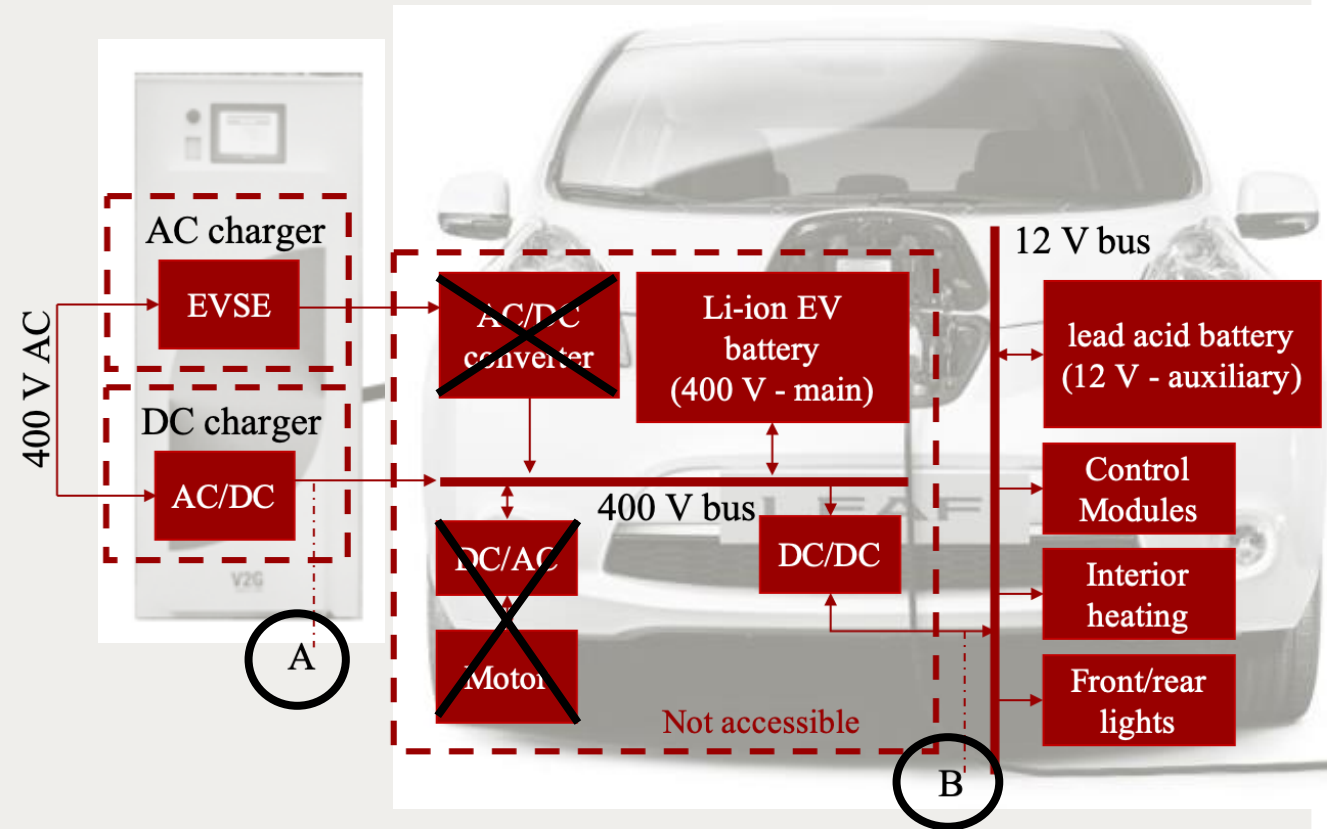 400 V AC
AC charger
EVSE
DC charger
AC/DC
V2G
A
AC/DC
converter
Li-ion EV
battery
(400 V - main)
400 V bus
LEAF
DC/AC
Motor
DC/DC
Not accessible
B
12 V bus
lead acid battery
(12 V - auxiliary)
Control
Modules
Interior
heating
Front/rear
lights